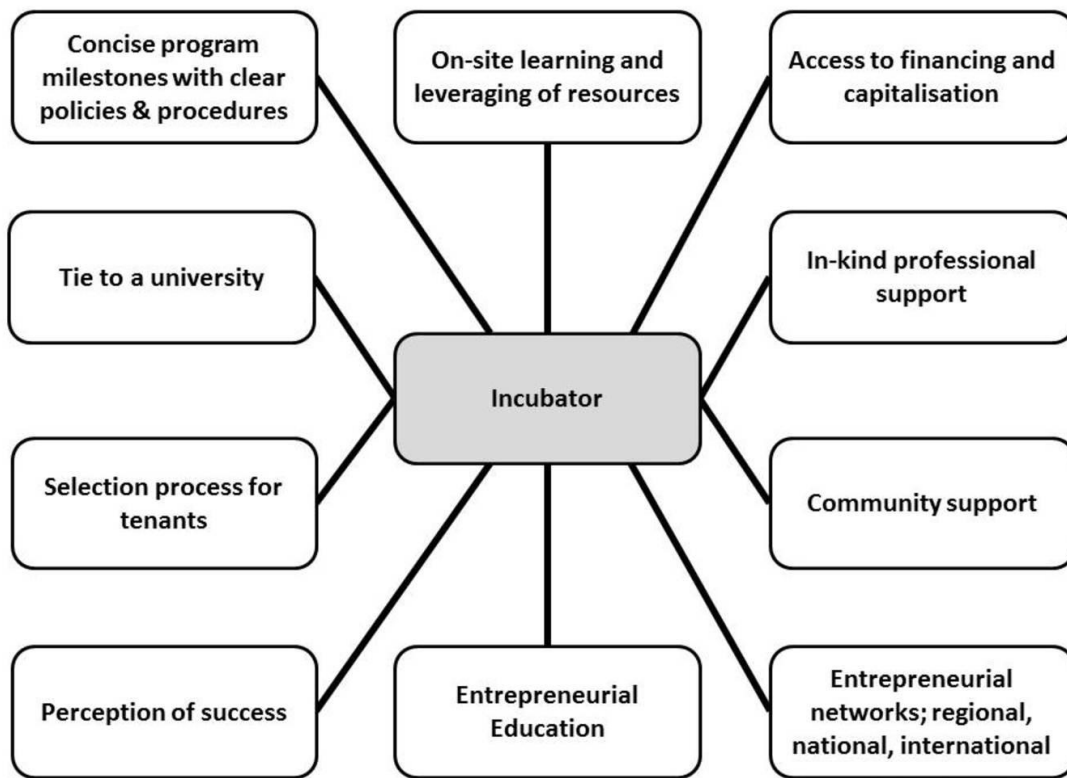 Concise program
milestones with clear
policies & procedures
On-site learning and
leveraging of resources
Access to financing and
capitalisation
Tie to a university
In-kind professional
support
Incubator
Selection process for
tenants
Community support
Perception of success
Entrepreneurial
Education
Entrepreneurial
networks; regional,
national, international